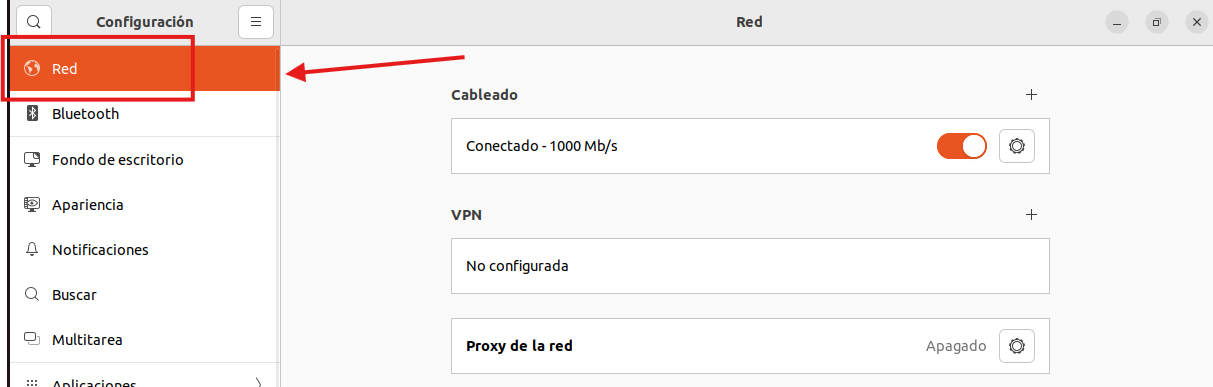 Configuración
Red
Red
Bluetooth
Fondo de escritorio
Apariencia
Notificaciones
Buscar
Multitarea
Aplicaciones
Cableado
Conectado - 1000 Mb/s
VPN
No configurada
Proxy de la red
Apagado